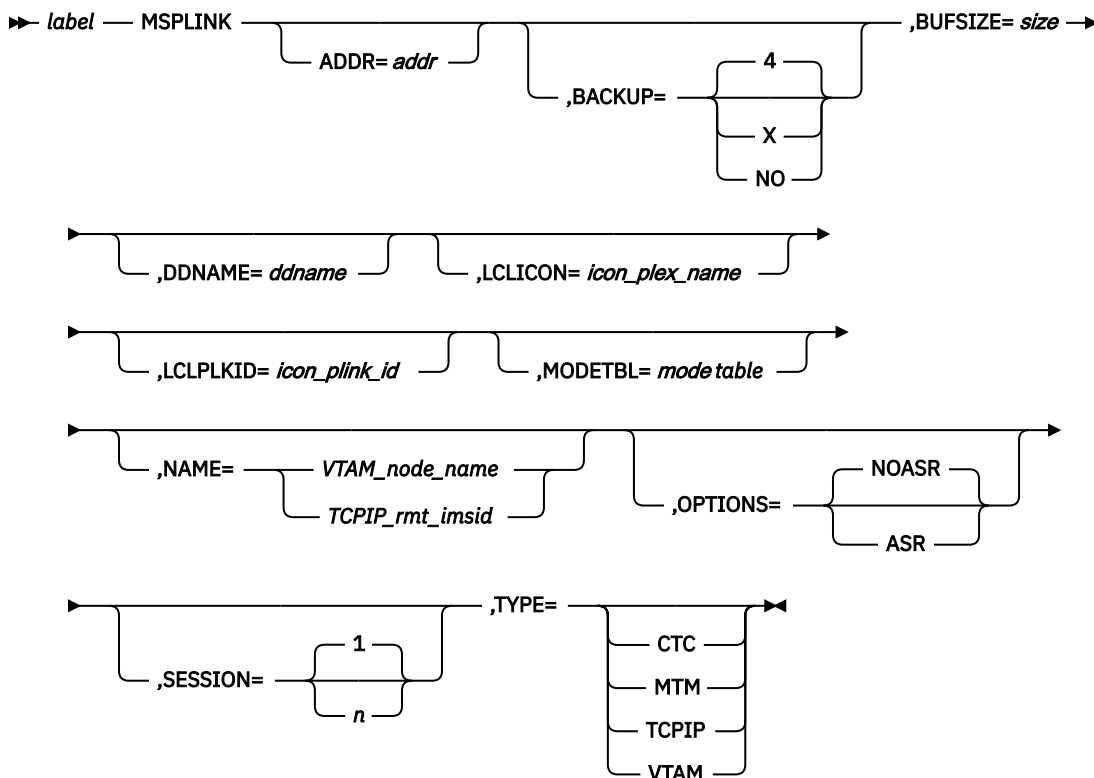 label MSPLINK ADDR= addr ,BACKUP= 4 X NO ,BUFSIZE= size
,DDNAME= ddname ,LCLICON= icon_plex_name
,LCLPLKID= icon_plink_id ,MODETBL= mode table
,NAME= VTAM_node_name TCPIP_rmt_imsid ,OPTIONS= NOASR ASR
,SESSION= 1 n ,TYPE= CTC MTM TCPIP VTAM